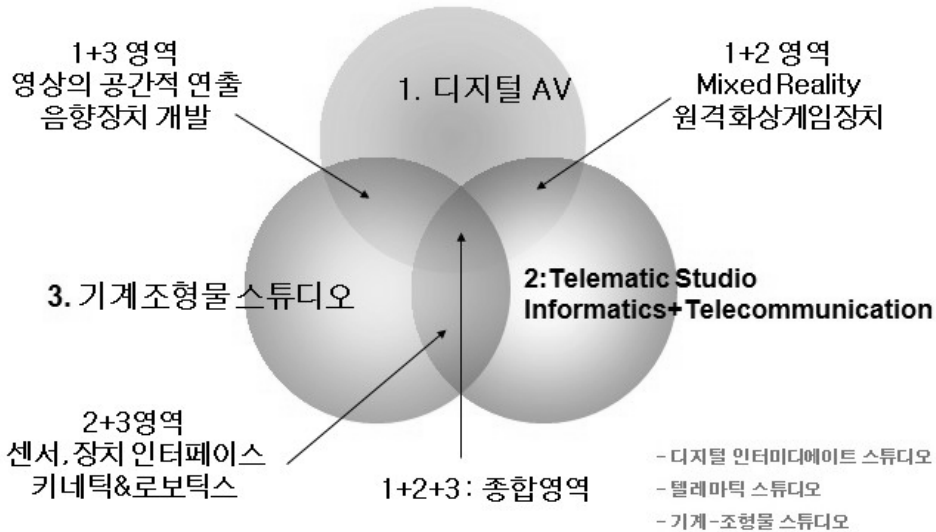 1+3 영역
영상의 공간적 연출
음향장치 개발
1. 디지털 AV
1+2 영역
Mixed Reality
원격화상게임장치
3. 기계조형물 스튜디오
2:Telematic Studio
Informatics+Telecommunication
2+3영역
센서,장치 인터페이스
키네틱&로보틱스
1+2+3 : 종합영역
- 디지털 인터미디에이트 스튜디오
- 텔레마틱 스튜디오
- 기계-조형물 스튜디오